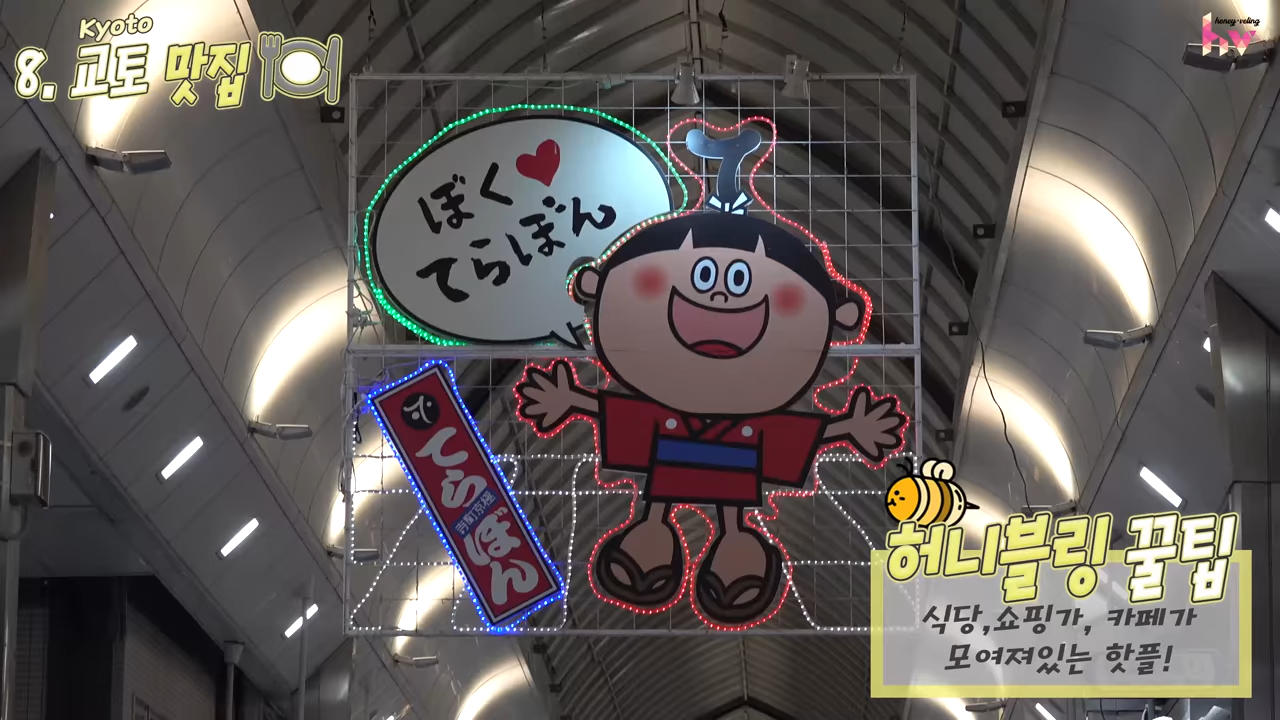 Kyoto
8. 교토 맛집
honey·veling
hv
ぼく
てらぼん
てらぼん
허니블링 꿀팁
식당,쇼핑가, 카페가
모여져있는 핫플!